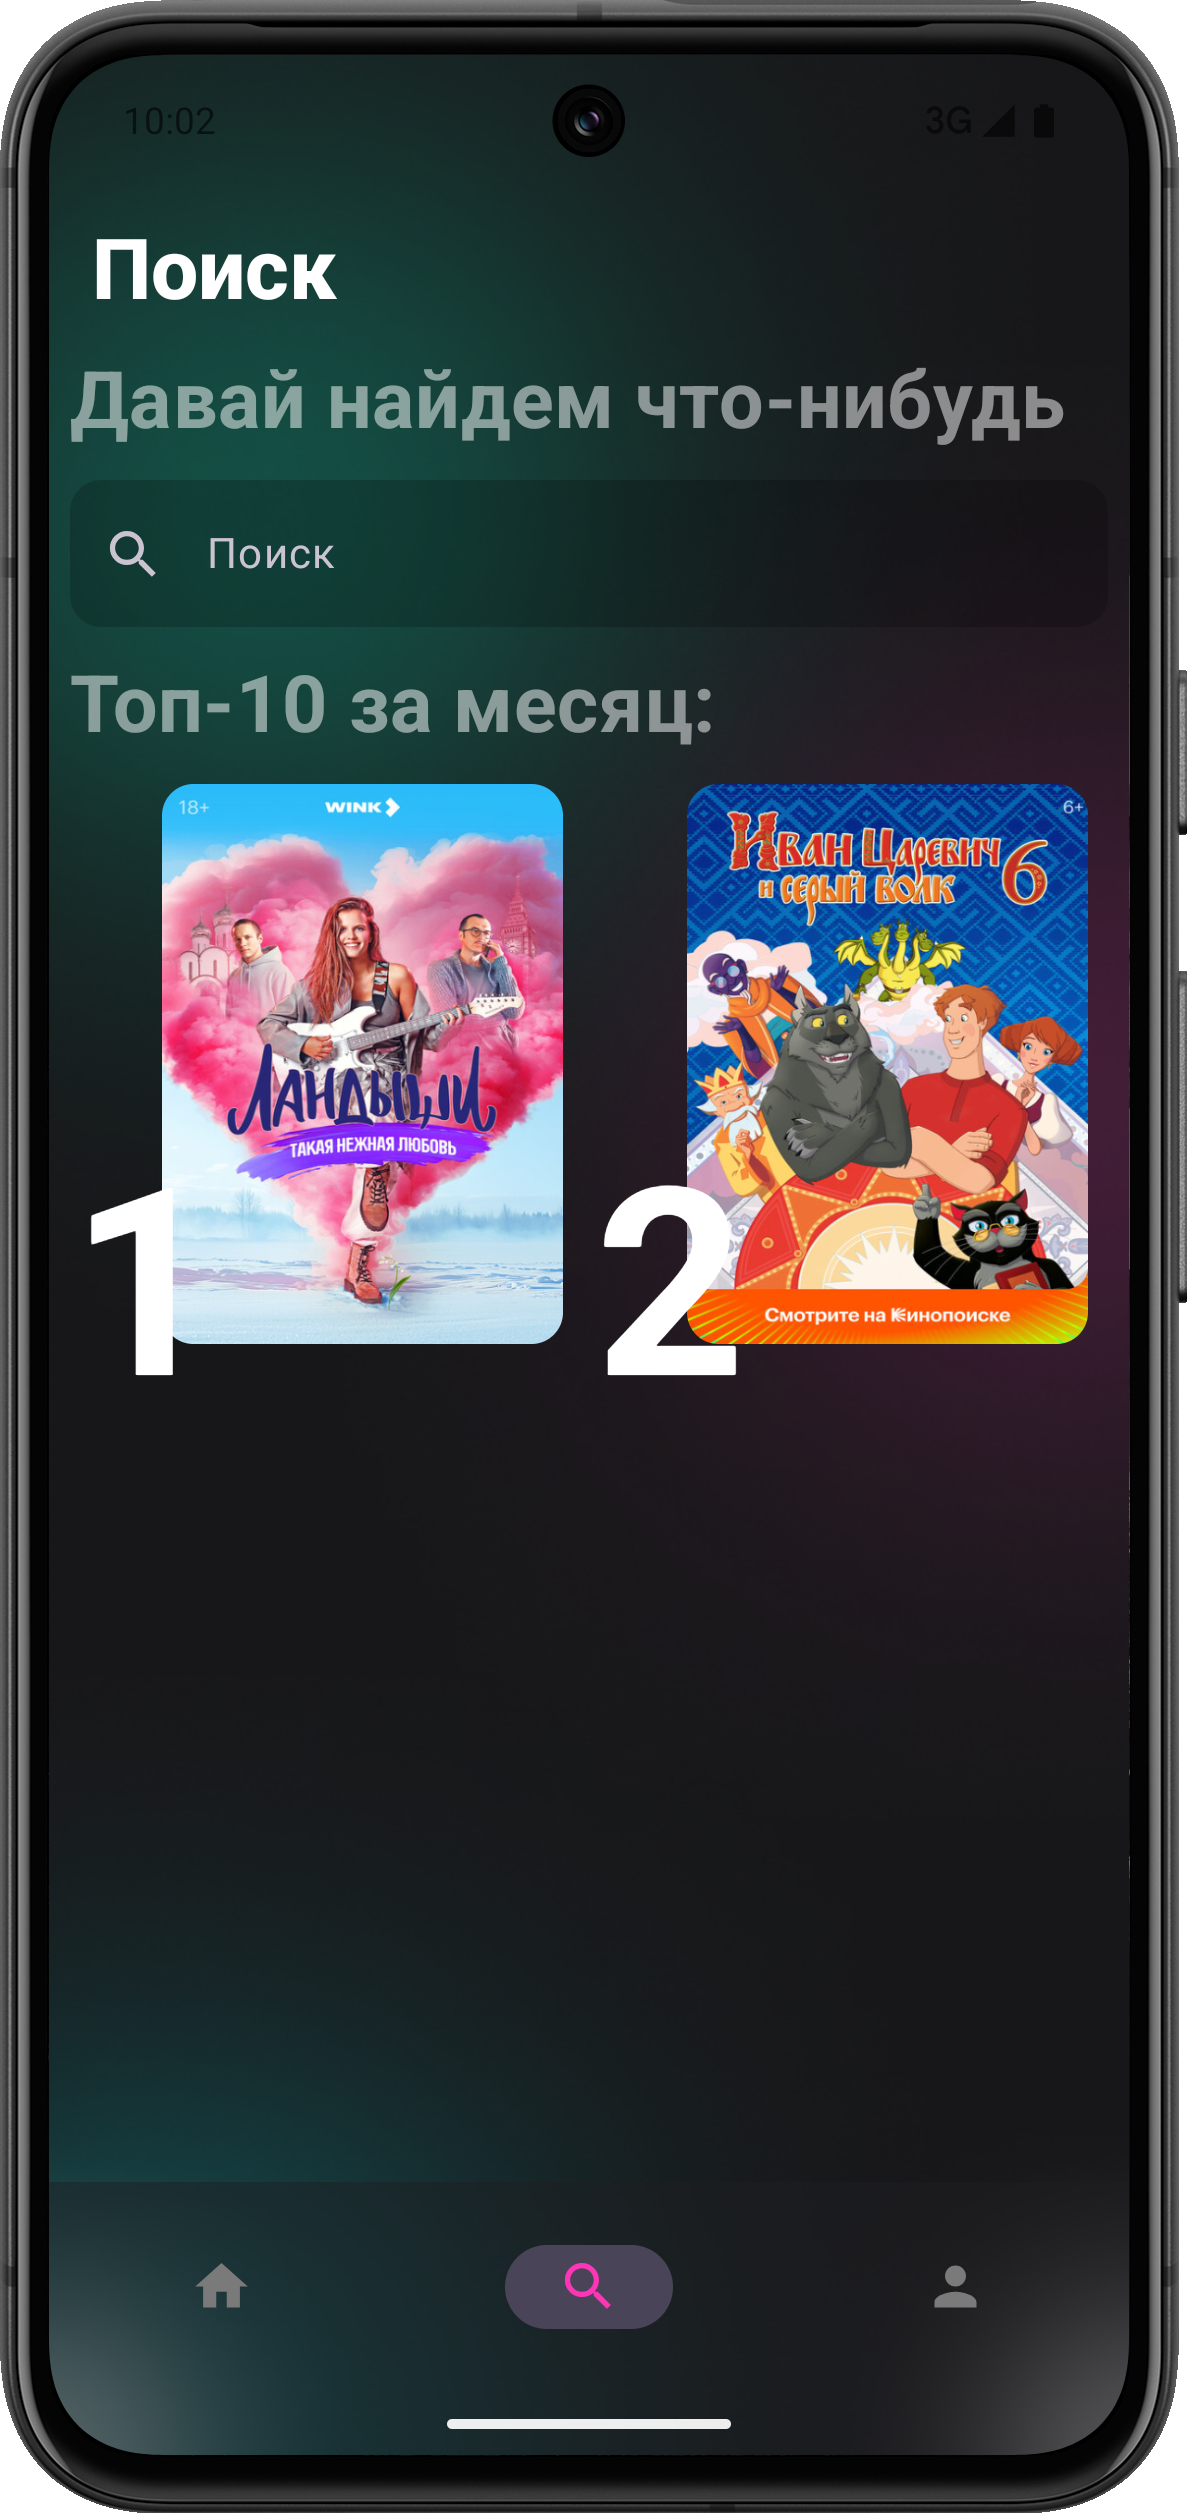 10:02
3G
Поиск
Давай найдем что-нибудь
Поиск
Топ-10 за месяц:
18+
WINK
ЛАНДЫШИ
ТАКАЯ НЕЖНАЯ ЛЮБОВЬ
1
6+
Иван Царевич
и серый волк 6
Смотрите на Кинопоиске
2